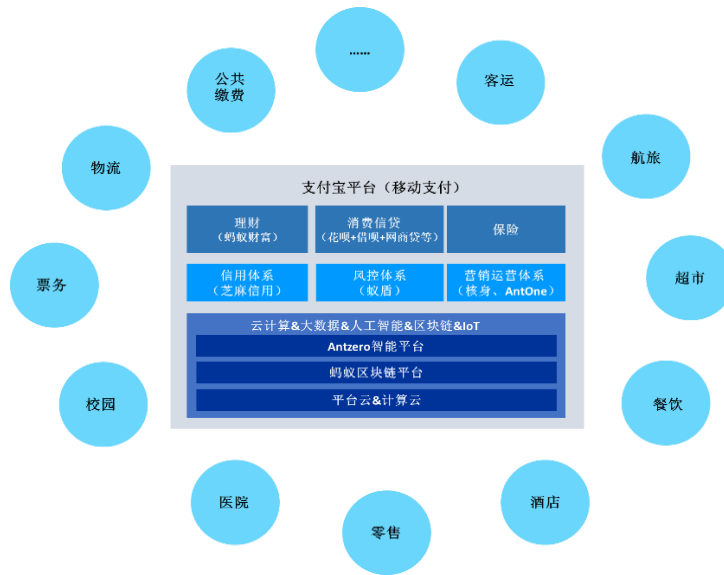 ……
公共
缴费
客运
物流
航旅
支付宝平台（移动支付）
理财
（蚂蚁财富）
消费信贷
（花呗+借呗+网商贷等）
保险
信用体系
（芝麻信用）
风控体系
（蚁盾）
营销运营体系
（核身、AntOne）
票务
超市
云计算&大数据&人工智能&区块链&IoT
Antzero智能平台
蚂蚁区块链平台
平台云&计算云
校园
餐饮
医院
酒店
零售